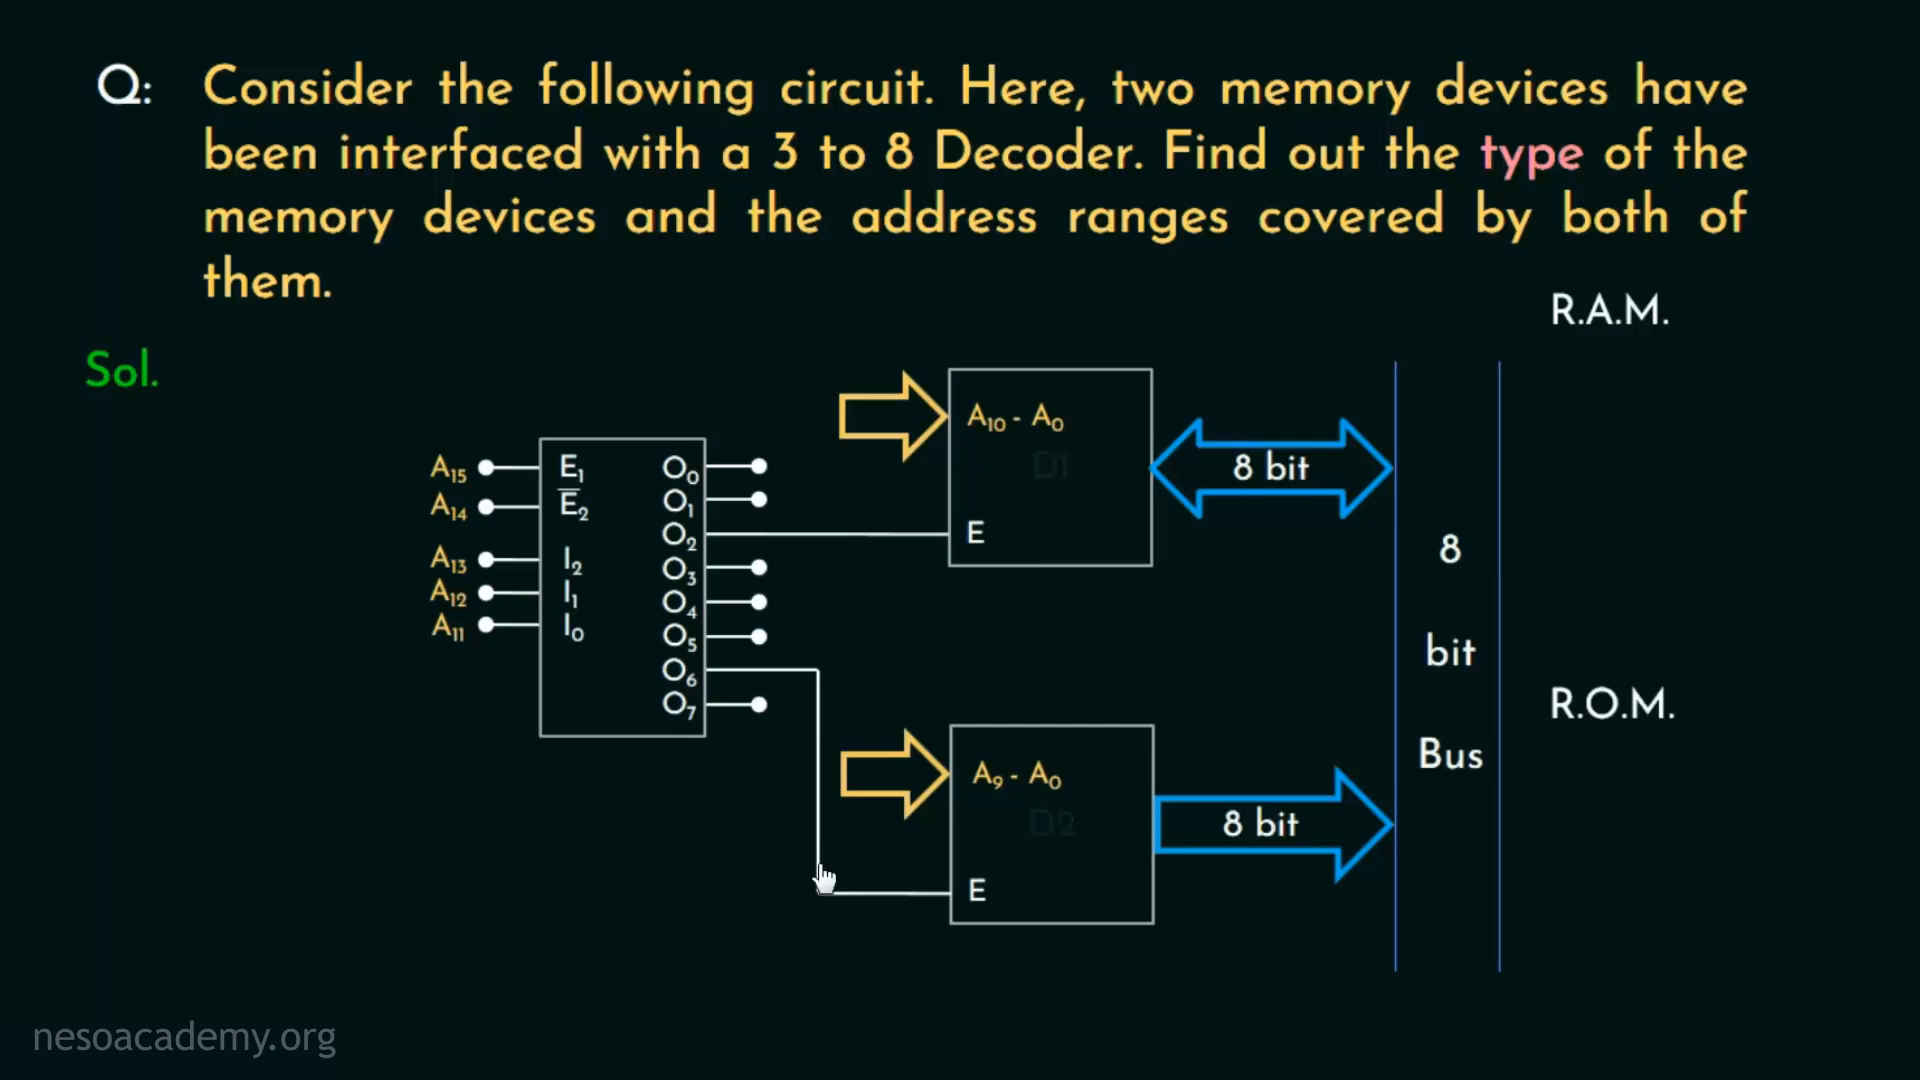 Q: Consider the following circuit. Here, two memory devices have
been interfaced with a 3 to 8 Decoder. Find out the type of the
memory devices and the address ranges covered by both of
them.
R.A.M.
Sol.
A₁₀ - A₀
D1
E
8 bit
A₁₅
A₁₄
A₁₃
A₁₂
A₁₁
E₁
E̅₂
I₂
I₁
I₀
O₀
O₁
O₂
O₃
O₄
O₅
O₆
O₇
8
bit
Bus
R.O.M.
A₉ - A₀
D2
E
8 bit
nesoacademy.org